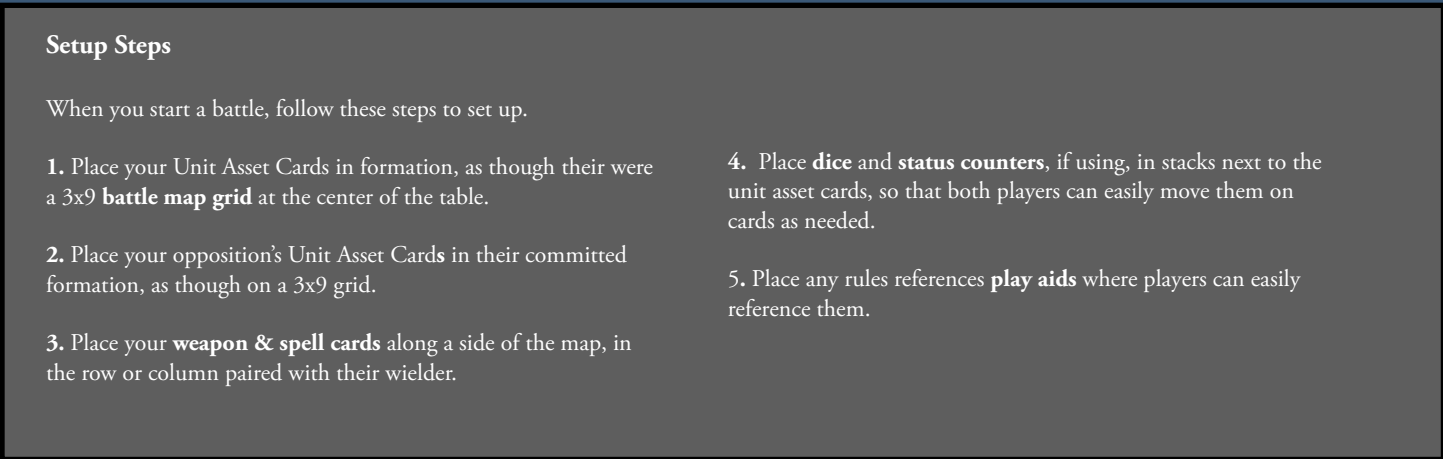 Setup Steps
When you start a battle, follow these steps to set up.
1. Place your Unit Asset Cards in formation, as though their were
a 3x9 battle map grid at the center of the table.
2. Place your opposition’s Unit Asset Cards in their committed
formation, as though on a 3x9 grid.
3. Place your weapon & spell cards along a side of the map, in
the row or column paired with their wielder.
4. Place dice and status counters, if using, in stacks next to the
unit asset cards, so that both players can easily move them on
cards as needed.
5. Place any rules references play aids where players can easily
reference them.